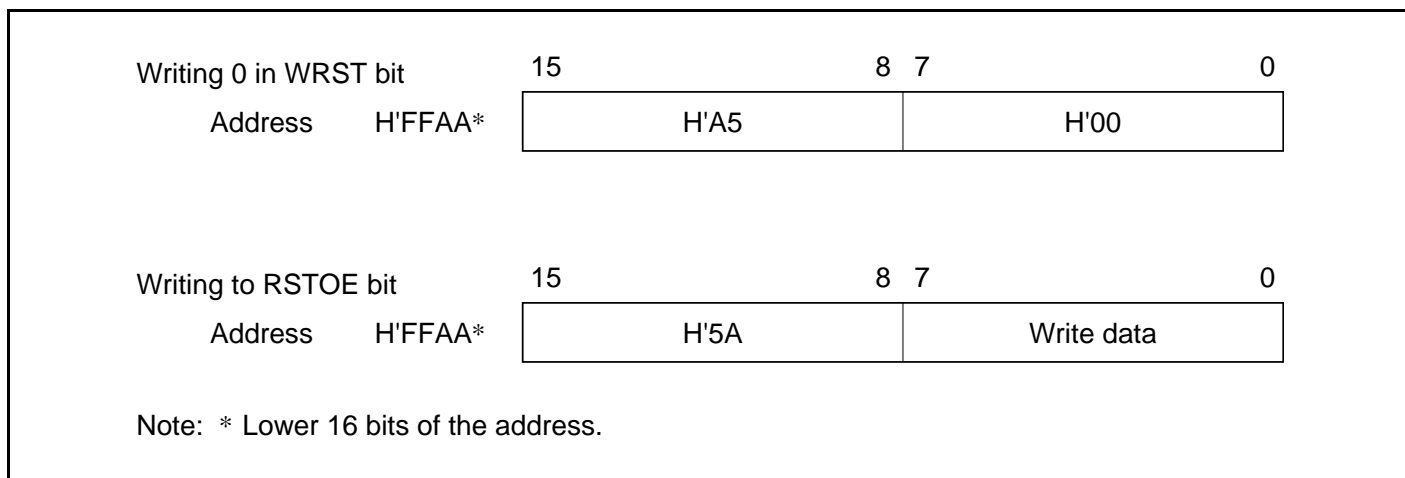 Writing 0 in WRST bit 15 8 7 0
Address H'FFAA* H'A5 H'00
Writing to RSTOE bit 15 8 7 0
Address H'FFAA* H'5A Write data
Note: * Lower 16 bits of the address.